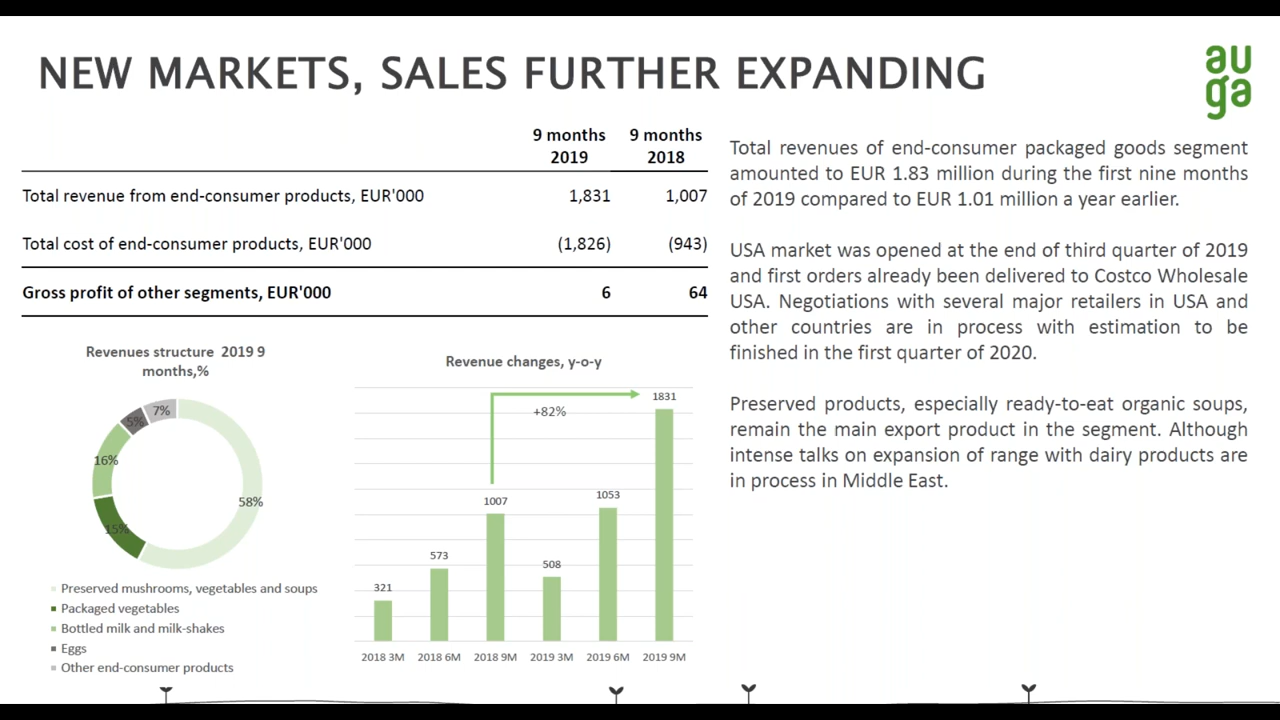 NEW MARKETS, SALES FURTHER EXPANDING
au
ga
9 months 9 months
2019 2018
Total revenue from end-consumer products, EUR'000 1,831 1,007
Total cost of end-consumer products, EUR'000 (1,826) (943)
Gross profit of other segments, EUR'000 6 64
Total revenues of end-consumer packaged goods segment
amounted to EUR 1.83 million during the first nine months
of 2019 compared to EUR 1.01 million a year earlier.
USA market was opened at the end of third quarter of 2019
and first orders already been delivered to Costco Wholesale
USA. Negotiations with several major retailers in USA and
other countries are in process with estimation to be
finished in the first quarter of 2020.
Preserved products, especially ready-to-eat organic soups,
remain the main export product in the segment. Although
intense talks on expansion of range with dairy products are
in process in Middle East.
Revenues structure 2019 9
months,%
7%
5%
16%
58%
15%
Preserved mushrooms, vegetables and soups
Packaged vegetables
Bottled milk and milk-shakes
Eggs
Other end-consumer products
Revenue changes, y-o-y
1831
+82%
1007
1053
573
508
321
2018 3M 2018 6M 2018 9M 2019 3M 2019 6M 2019 9M